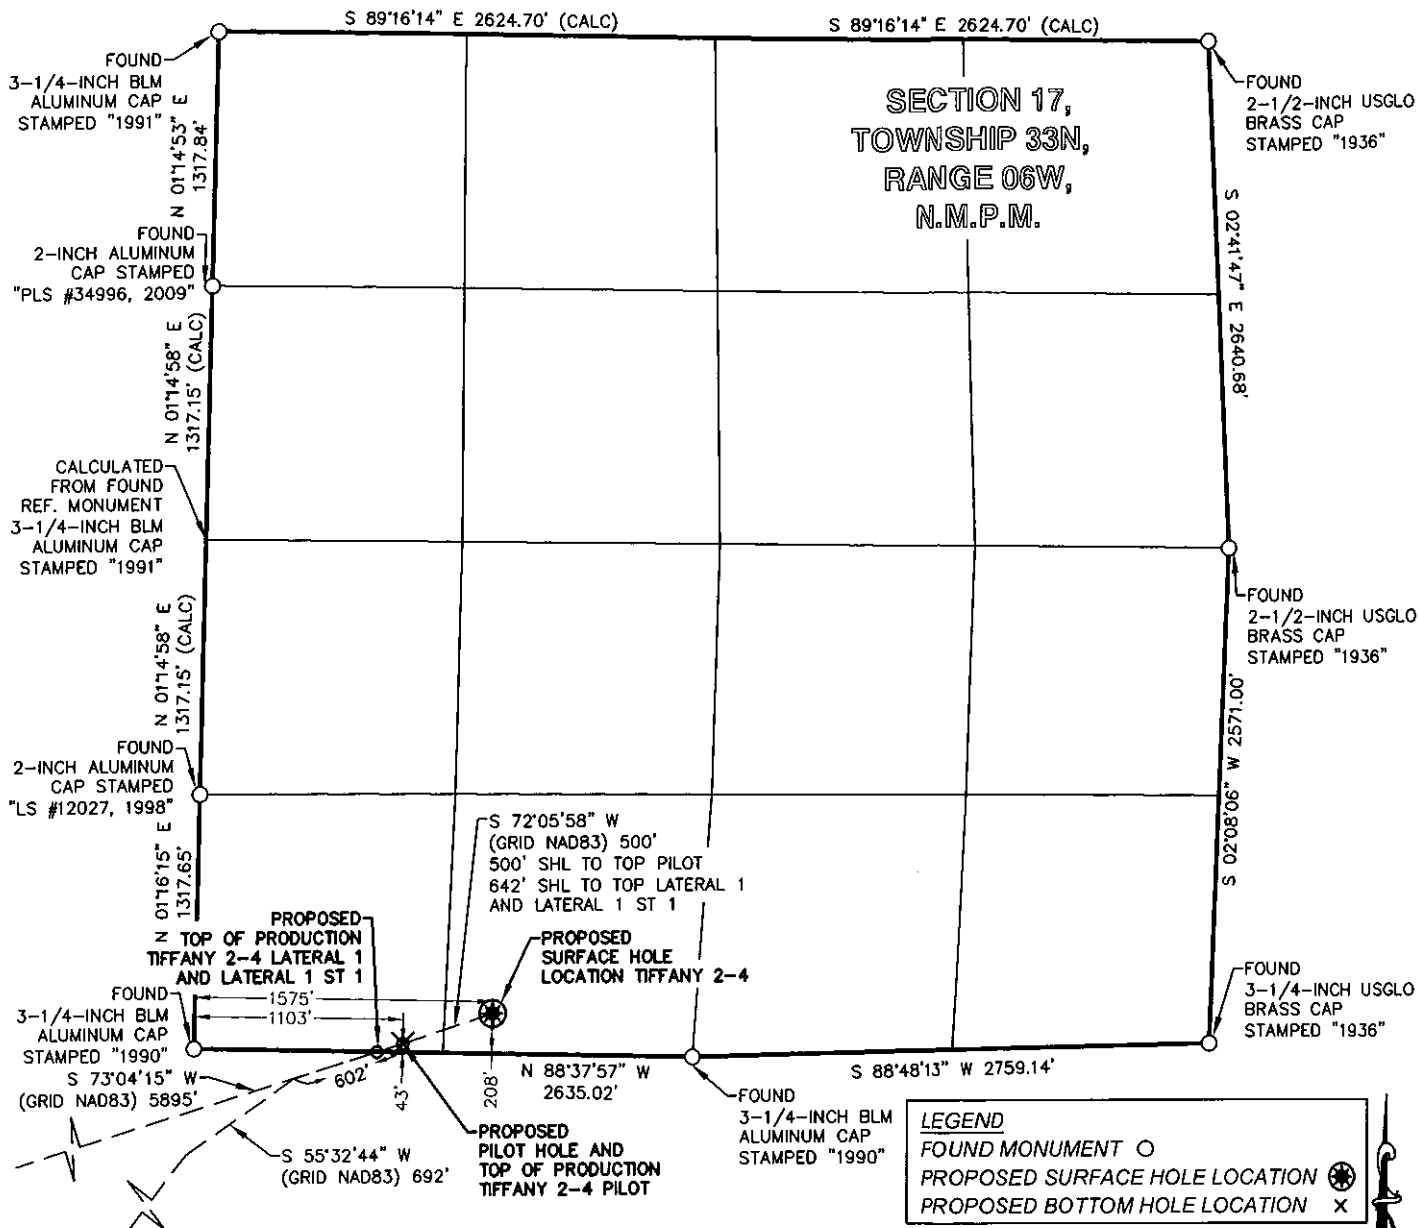 S 89°16'14" E 2624.70' (CALC)
S 89°16'14" E 2624.70' (CALC)
FOUND
3-1/4-INCH BLM
ALUMINUM CAP
STAMPED "1991"
N 01°14'53" E
1317.84'
SECTION 17,
TOWNSHIP 33N,
RANGE 06W,
N.M.P.M.
FOUND
2-1/2-INCH USGLO
BRASS CAP
STAMPED "1936"
S 02°41'47" E 2640.68'
FOUND
2-INCH ALUMINUM
CAP STAMPED
"PLS #34996, 2009"
N 01°14'58" E
1317.15' (CALC)
CALCULATED
FROM FOUND
REF. MONUMENT
3-1/4-INCH BLM
ALUMINUM CAP
STAMPED "1991"
FOUND
2-1/2-INCH USGLO
BRASS CAP
STAMPED "1936"
N 01°14'58" E
1317.15' (CALC)
S 02°08'06" W 2571.00'
FOUND
2-INCH ALUMINUM
CAP STAMPED
"LS #12027, 1998"
N 01°16'15" E
1317.65'
S 72°05'58" W
(GRID NAD83) 500'
500' SHL TO TOP PILOT
642' SHL TO TOP LATERAL 1
AND LATERAL 1 ST 1
PROPOSED
TOP OF PRODUCTION
TIFFANY 2-4 LATERAL 1
AND LATERAL 1 ST 1
PROPOSED
SURFACE HOLE
LOCATION TIFFANY 2-4
FOUND
3-1/4-INCH BLM
ALUMINUM CAP
STAMPED "1990"
1575'
1103'
FOUND
3-1/4-INCH USGLO
BRASS CAP
STAMPED "1936"
S 73°04'15" W
(GRID NAD83) 5895'
602'
43'
208'
N 88°37'57" W
2635.02'
S 88°48'13" W 2759.14'
FOUND
3-1/4-INCH BLM
ALUMINUM CAP
STAMPED "1990"
S 55°32'44" W
(GRID NAD83) 692'
PROPOSED
PILOT HOLE AND
TOP OF PRODUCTION
TIFFANY 2-4 PILOT
LEGEND
FOUND MONUMENT
PROPOSED SURFACE HOLE LOCATION
PROPOSED BOTTOM HOLE LOCATION